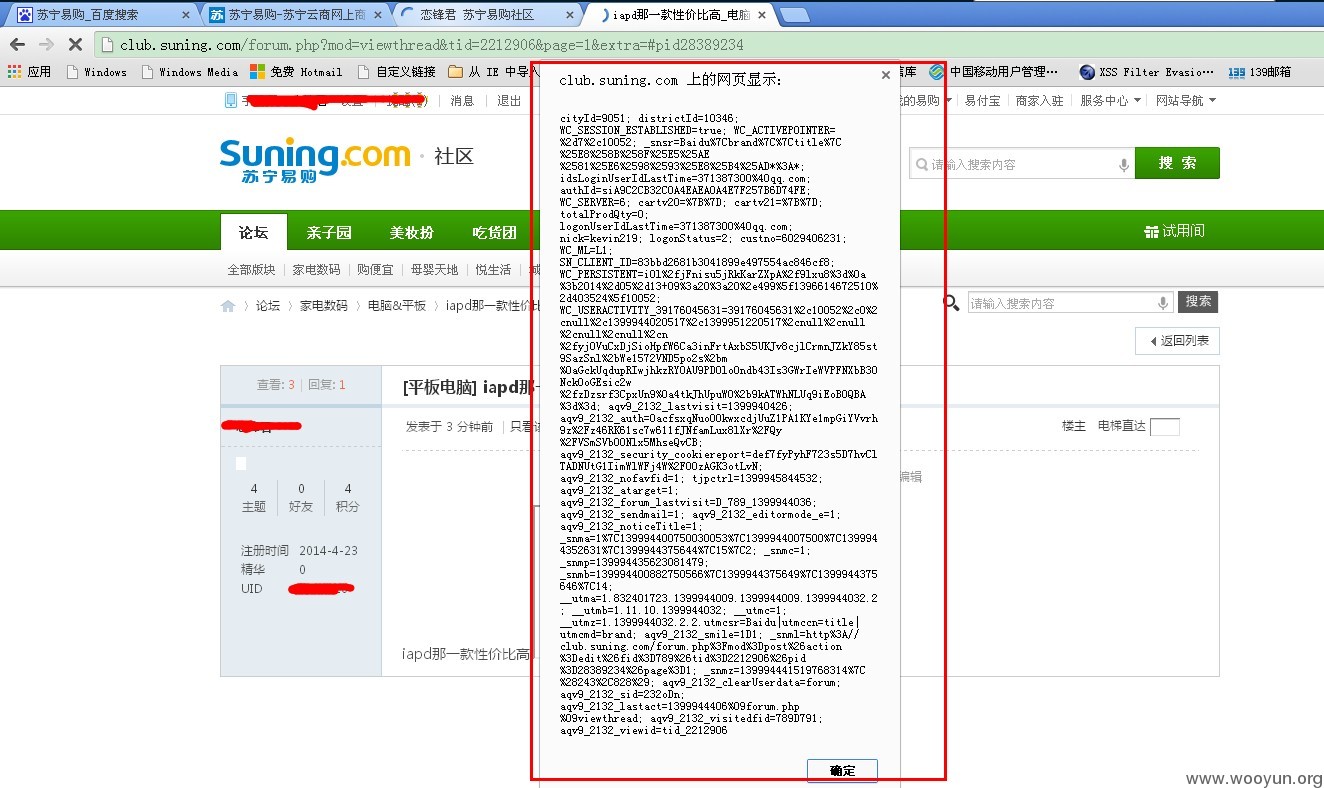 苏宁易购_百度搜索
苏宁易购-苏宁云商网上商
恋锋君 苏宁易购社区
iapd那一款性价比高_电脑
club.suning.com/forum.php?mod=viewthread&tid=2212906&page=1&extra=#pid28389234
应用 Windows Windows Media 免费 Hotmail 自定义链接 从 IE 中导入 中国移动用户管理… XSS Filter Evasio… 139邮箱
消息 退出 的易购 易付宝 商家入驻 服务中心 网站导航
Suning.com · 社区
苏宁易购
请输入搜索内容 搜 索
论坛 亲子园 美妆扮 吃货团 试用间
全部版块 家电数码 购便宜 母婴天地 悦生活
论坛 〉 家电数码 〉 电脑&平板 〉 iapd那一款性价比
请输入搜索内容 搜索
返回列表
查看: 3 | 回复: 1
[平板电脑] iapd那一
发表于 3 分钟前 只看该
楼主 电梯直达
编辑
4 0 4
主题 好友 积分
注册时间 2014-4-23
精华 0
UID
iapd那一款性价比高
club.suning.com 上的网页显示:
cityId=9051; districtId=10346;
WC_SESSION_ESTABLISHED=true; WC_ACTIVEPOINTER=
%2d7%2c10052; _snsr=Baidu%7Cbrand%7C%7Ctitle%7C
%25E8%258B%258F%25E5%25AE
%2581%25E6%2598%2593%25E8%25B4%25AD*%3A*;
idsLoginUserIdLastTime=371387300%40qq.com;
authId=siA9C2CB32C0A4EAEA0A4E7F257B6D74FE;
WC_SERVER=6; cartv20=%7B%7D; cartv21=%7B%7D;
totalProdQty=0;
logonUserIdLastTime=371387300%40qq.com;
nick=kevin219; logonStatus=2; custno=6029406231;
WC_ML=L1;
SN_CLIENT_ID=83bbd2681b3041899e497554ac846cf8;
WC_PERSISTENT=iOl%2fjFnisu5jRkKarZXpA%2f9lxu8%3d%0a
%3b2014%2d05%2d13+09%3a20%3a20%2e499%5f1396614672510%
2d403524%5f10052;
WC_USERACTIVITY_39176045631=39176045631%2c10052%2c0%2
cnull%2c1399944020517%2c1399951220517%2cnull%2cnull
%2cnull%2cnull%2cn
%2fyjOVuCxDjSioHpfW6Ca3inFrtAxbS5UKJv8cjlCrmnJZkY85st
9SazSnl%2bWe1572VND5po2s%2bm
%0aGckUqdupRIwjhkzRYOAU9PD0lo0ndb43Is3GWrIeWVPFNXbB30
Nck0oGEsic2w
%2fzDzsrf3CpxUn9%0a4tkJhUpuW0%2b9kATWhNLUq9iEoB0QBA
%3d%3d; aqv9_2132_lastvisit=1399940426;
aqv9_2132_auth=0acfsxqNuo0OkwxcdjUuZ1PA1KYe1mpGiYVvrh
9z%2Fz46RK61sc7w611fJNfamLux8lXr%2FQy
%2FVSmSVbO0Nlx5MhseQvCB;
aqv9_2132_security_cookiereport=def7fyPyhF723s5D7hvCl
TADNUtG1IimWlWFj4W%2F0OzAGK3otLvN;
aqv9_2132_nofavfid=1; tjpctrl=1399945844532;
aqv9_2132_atarget=1;
aqv9_2132_forum_lastvisit=D_789_1399944036;
aqv9_2132_sendmail=1; aqv9_2132_editormode_e=1;
aqv9_2132_noticeTitle=1;
_snma=1%7C139994400750030053%7C1399944007500%7C139994
4352631%7C1399944375644%7C15%7C2; _snmc=1;
_snmp=139994435623081479;
_snmb=139994400882750566%7C1399944375649%7C1399944375
646%7C14;
__utma=1.832401723.1399944009.1399944009.1399944032.2
; __utmb=1.11.10.1399944032; __utmc=1;
__utmz=1.1399944032.2.2.utmcsr=Baidu|utmccn=title|
utmcmd=brand; aqv9_2132_smile=1D1; _snml=http%3A//
club.suning.com/forum.php%3Fmod%3Dpost%26action
%3Dedit%26fid%3D789%26tid%3D2212906%26pid
%3D28389234%26page%3D1; _snmz=139994441519768314%7C
%28243%2C828%29; aqv9_2132_clearUserdata=forum;
aqv9_2132_sid=232oDn;
aqv9_2132_lastact=1399944406%09forum.php
%09viewthread; aqv9_2132_visitedfid=789D791;
aqv9_2132_viewid=tid_2212906
确定
www.wooyun.org